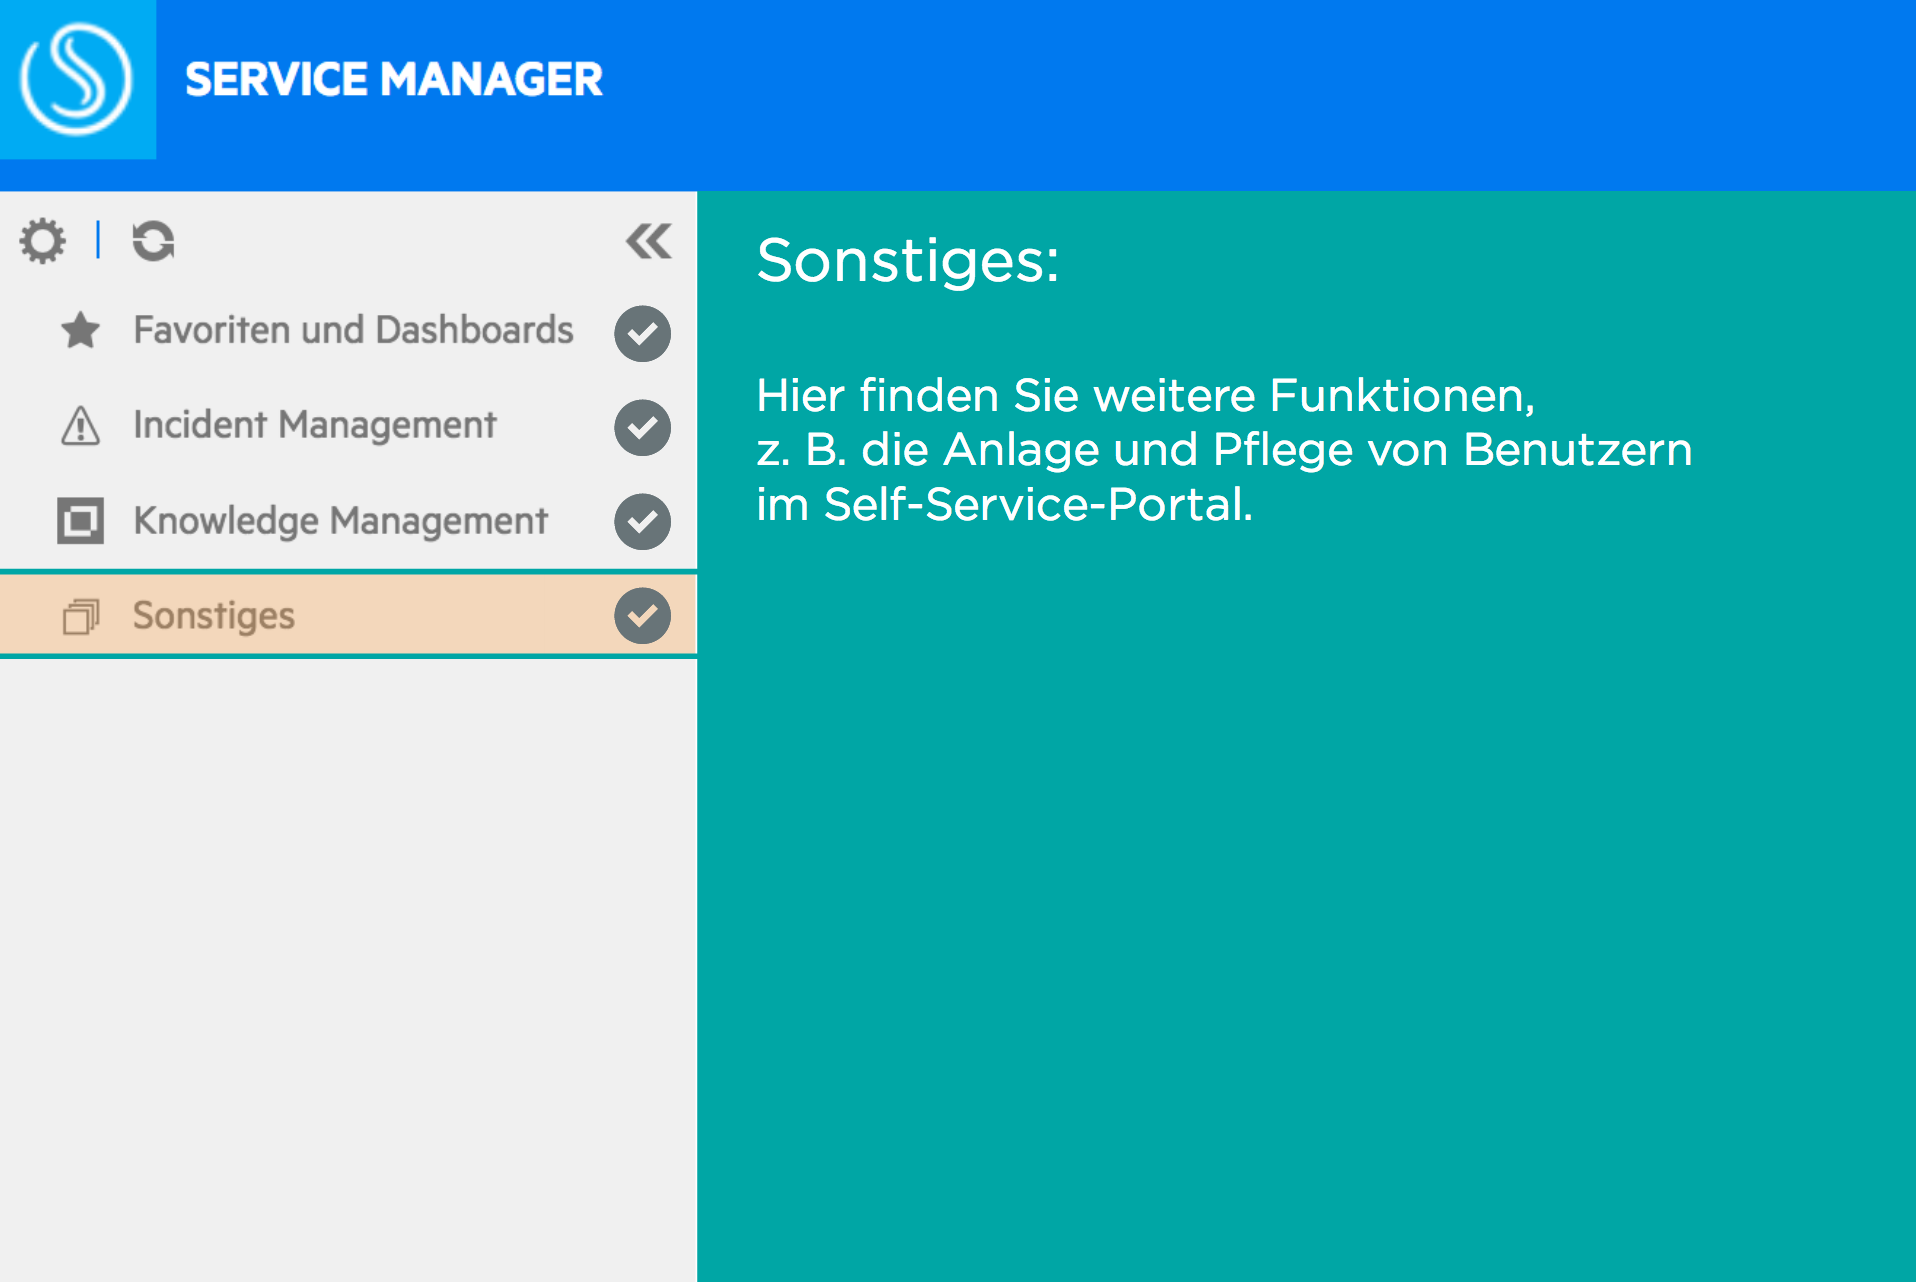 SERVICE MANAGER
Favoriten und Dashboards
Incident Management
Knowledge Management
Sonstiges
Sonstiges:
Hier finden Sie weitere Funktionen,
z. B. die Anlage und Pflege von Benutzern
im Self-Service-Portal.